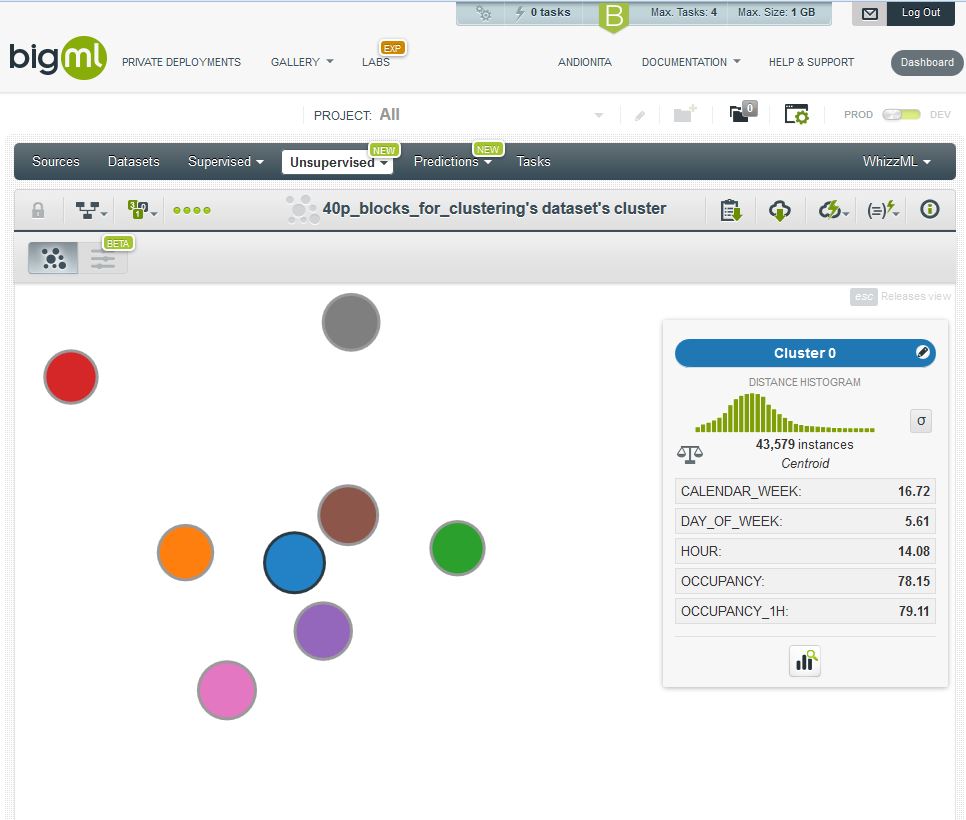 0 tasks
B
Max. Tasks: 4
Max. Size: 1 GB
Log Out
bigml
PRIVATE DEPLOYMENTS
GALLERY
EXP
LABS
ANDIONITA
DOCUMENTATION
HELP & SUPPORT
Dashboard
PROJECT: All
0
PROD
DEV
Sources
Datasets
Supervised
Unsupervised
NEW
Predictions
NEW
Tasks
WhizzML
40p_blocks_for_clustering's dataset's cluster
BETA
esc Releases view
Cluster 0
DISTANCE HISTOGRAM
σ
43,579 instances
Centroid
CALENDAR_WEEK: 16.72
DAY_OF_WEEK: 5.61
HOUR: 14.08
OCCUPANCY: 78.15
OCCUPANCY_1H: 79.11